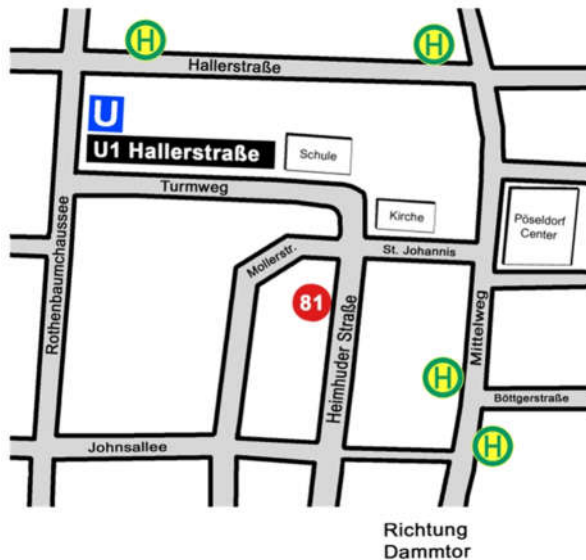 H
H
Hallerstraße
U
U1 Hallerstraße
Schule
Turmweg
Kirche
Pöseldorf
Center
St. Johannis
Mollerstr.
Rothenbaumchaussee
81
Heimhuder Straße
Mittelweg
H
Böttgerstraße
Johnsallee
H
Richtung
Dammtor